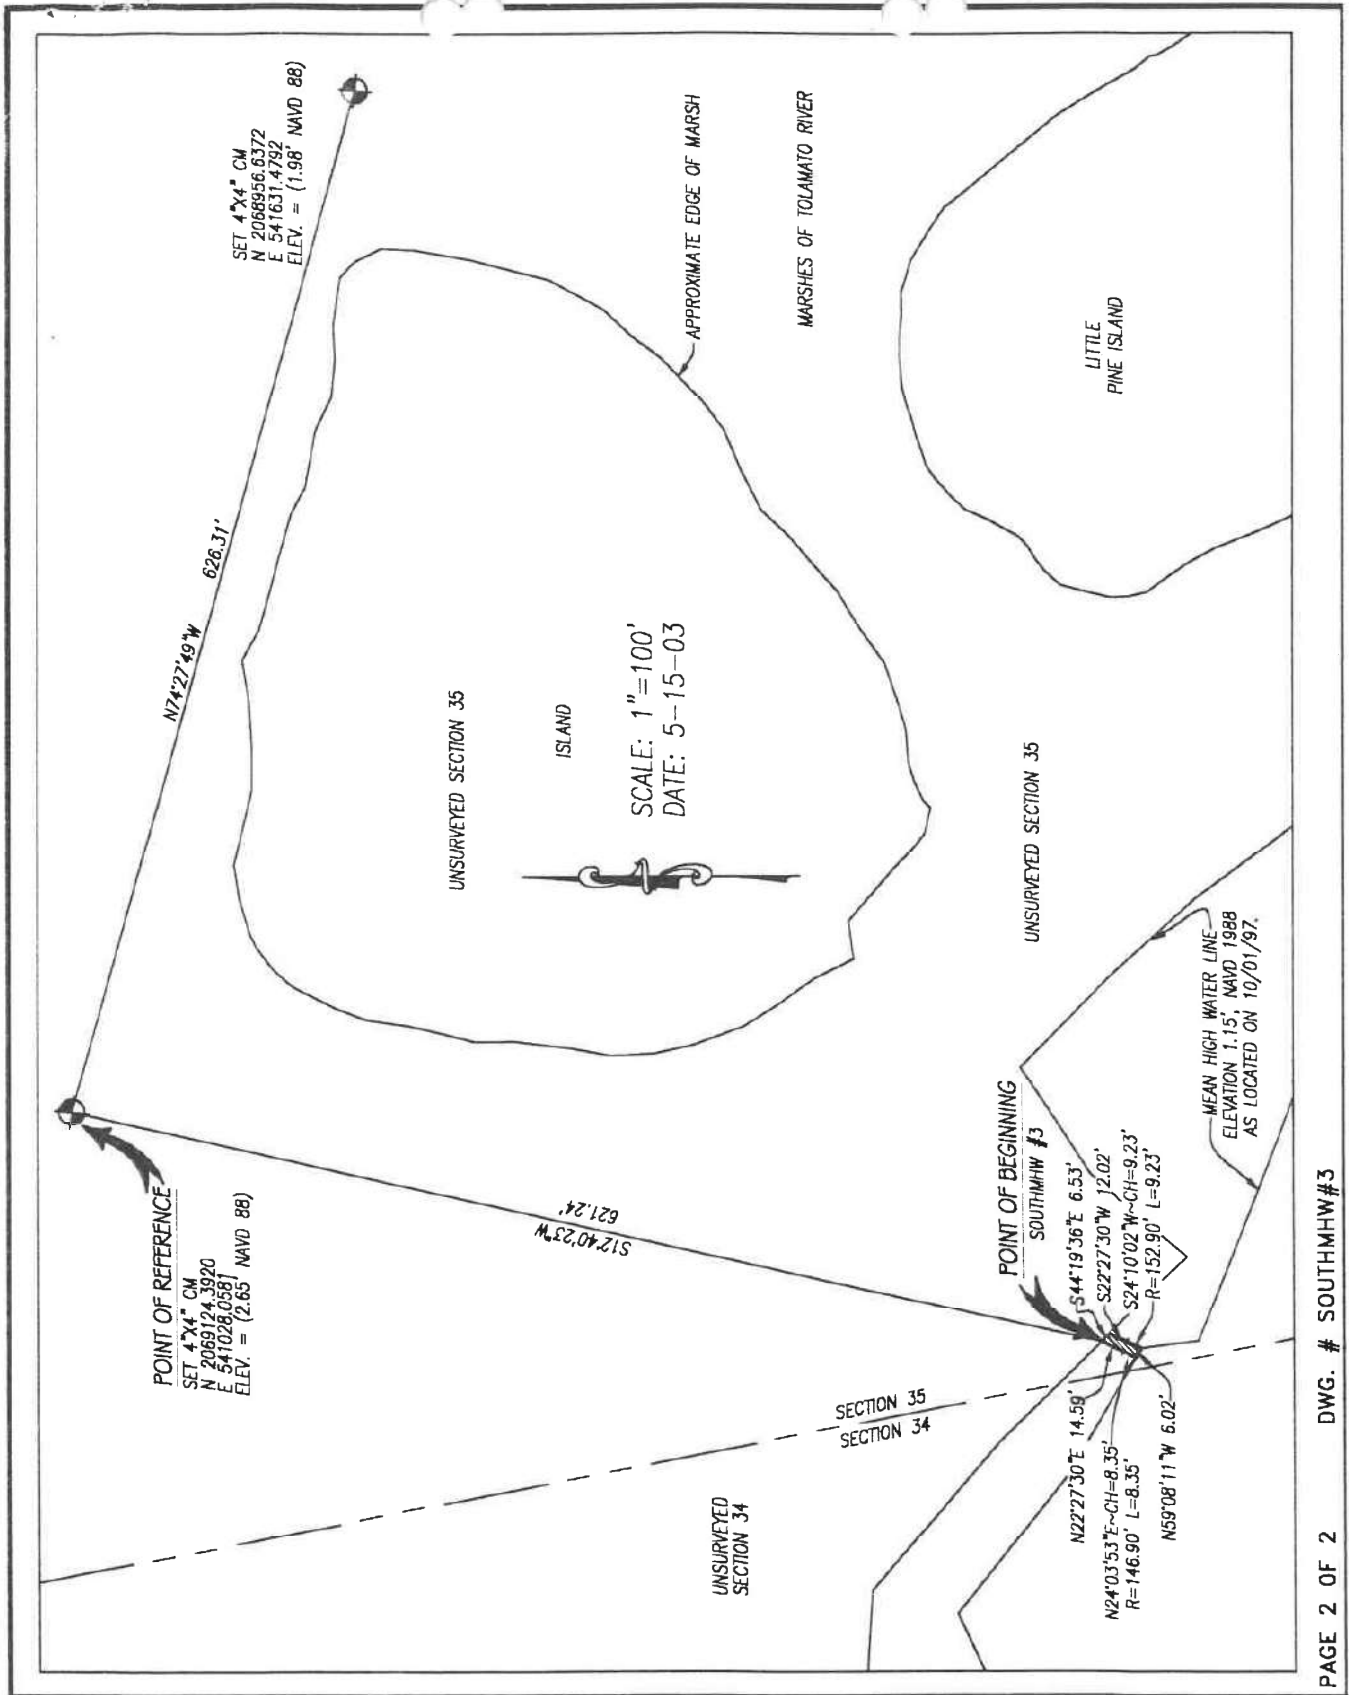 SET 4"X4" CM
N 2068956.6372
E 541631.4792
ELEV. = (1.98' NAVD 88)
N74°27'49"W 626.31'
POINT OF REFERENCE
SET 4"X4" CM
N 2069124.3920
E 541028.0581
ELEV. = (2.65' NAVD 88)
S12°40'23"W
621.24'
APPROXIMATE EDGE OF MARSH
MARSHES OF TOLAMATO RIVER
UNSURVEYED SECTION 35
ISLAND
SCALE: 1"=100'
DATE: 5-15-03
LITTLE
PINE ISLAND
UNSURVEYED SECTION 35
SECTION 35
SECTION 34
UNSURVEYED
SECTION 34
POINT OF BEGINNING
SOUTHMHW #3
S44°19'36"E 6.53'
S22°27'30"W 12.02'
S24°10'02"W~CH=9.23'
R=152.90' L=9.23'
N22°27'30"E 14.59'
N24°03'53"E~CH=8.35'
R=146.90' L=8.35'
N59°08'11"W 6.02'
MEAN HIGH WATER LINE
ELEVATION 1.15', NAVD 1988
AS LOCATED ON 10/01/97.
PAGE 2 OF 2 DWG. # SOUTHMHW#3